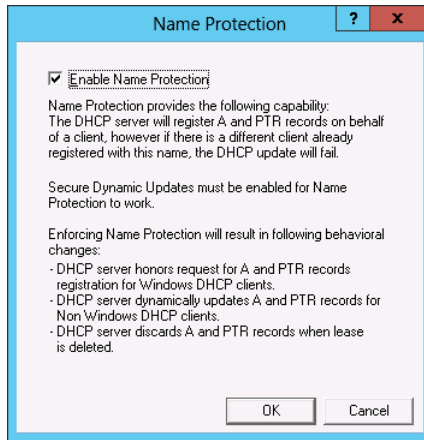 Name Protection
? x
Enable Name Protection
Name Protection provides the following capability:
The DHCP server will register A and PTR records on behalf
of a client, however if there is a different client already
registered with this name, the DHCP update will fail.
Secure Dynamic Updates must be enabled for Name
Protection to work.
Enforcing Name Protection will result in following behavioral
changes:
- DHCP server honors request for A and PTR records
registration for Windows DHCP clients.
- DHCP server dynamically updates A and PTR records for
Non Windows DHCP clients.
- DHCP server discards A and PTR records when lease
is deleted.
OK Cancel